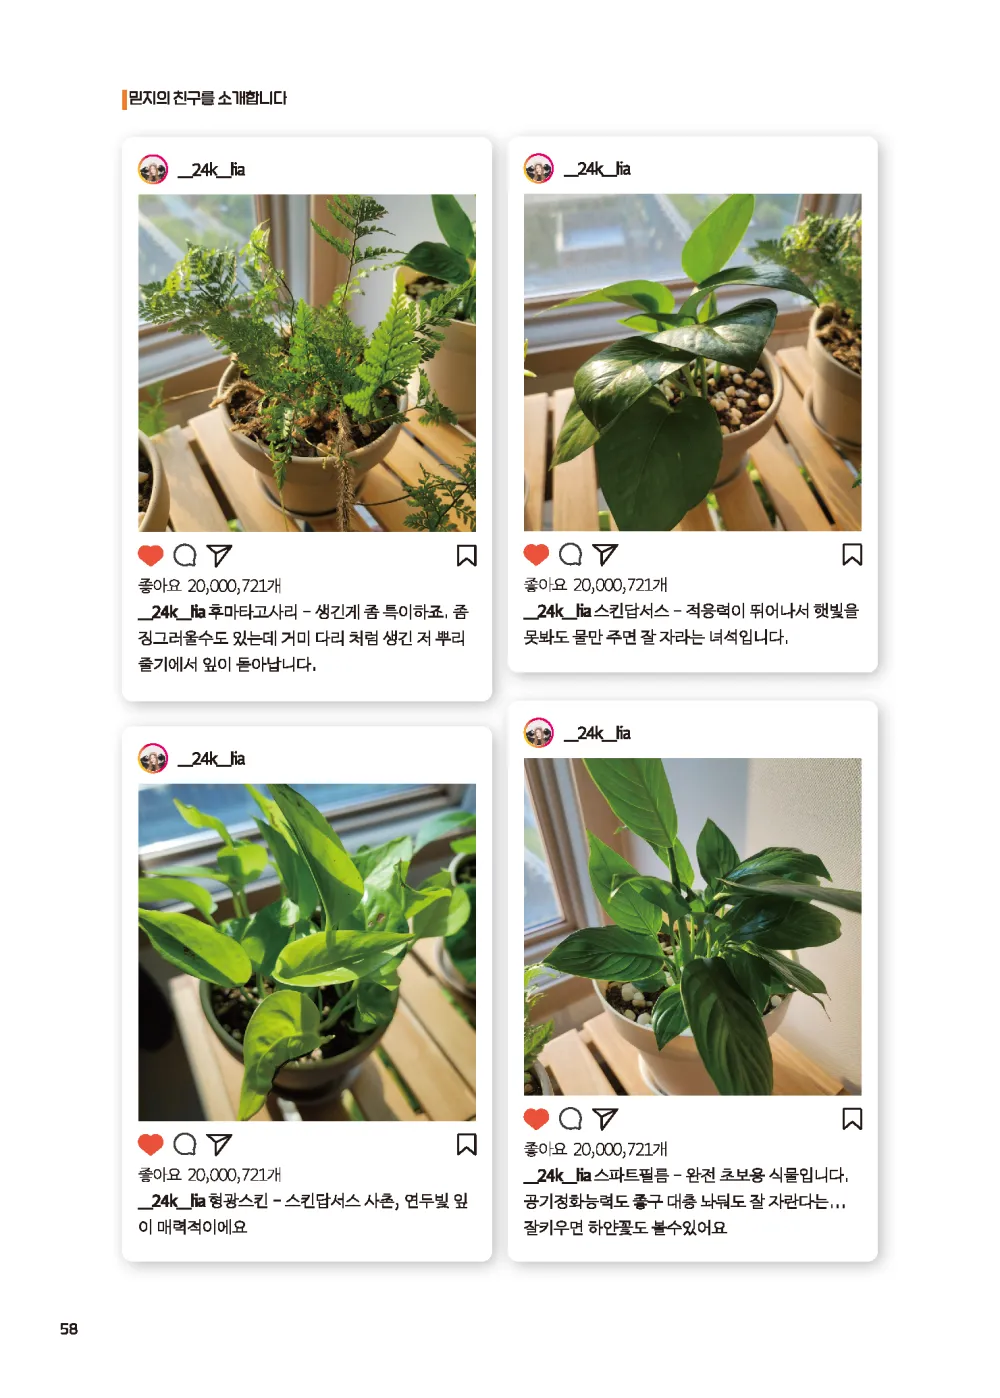 믿지의 친구를 소개합니다
__24k__lia
좋아요 20,000,721개
__24k__lia 후마타고사리 - 생긴게 좀 특이하죠. 좀
징그러울수도 있는데 거미 다리 처럼 생긴 저 뿌리
줄기에서 잎이 돋아납니다.
__24k__lia
좋아요 20,000,721개
__24k__lia 스킨답서스 - 적응력이 뛰어나서 햇빛을
못봐도 물만 주면 잘 자라는 녀석입니다.
__24k__lia
좋아요 20,000,721개
__24k__lia 형광스킨 - 스킨답서스 사촌, 연두빛 잎
이 매력적이에요
__24k__lia
좋아요 20,000,721개
__24k__lia 스파트필름 - 완전 초보용 식물입니다.
공기정화능력도 좋구 대충 놔둬도 잘 자란다는...
잘키우면 하얀꽃도 볼수있어요
58